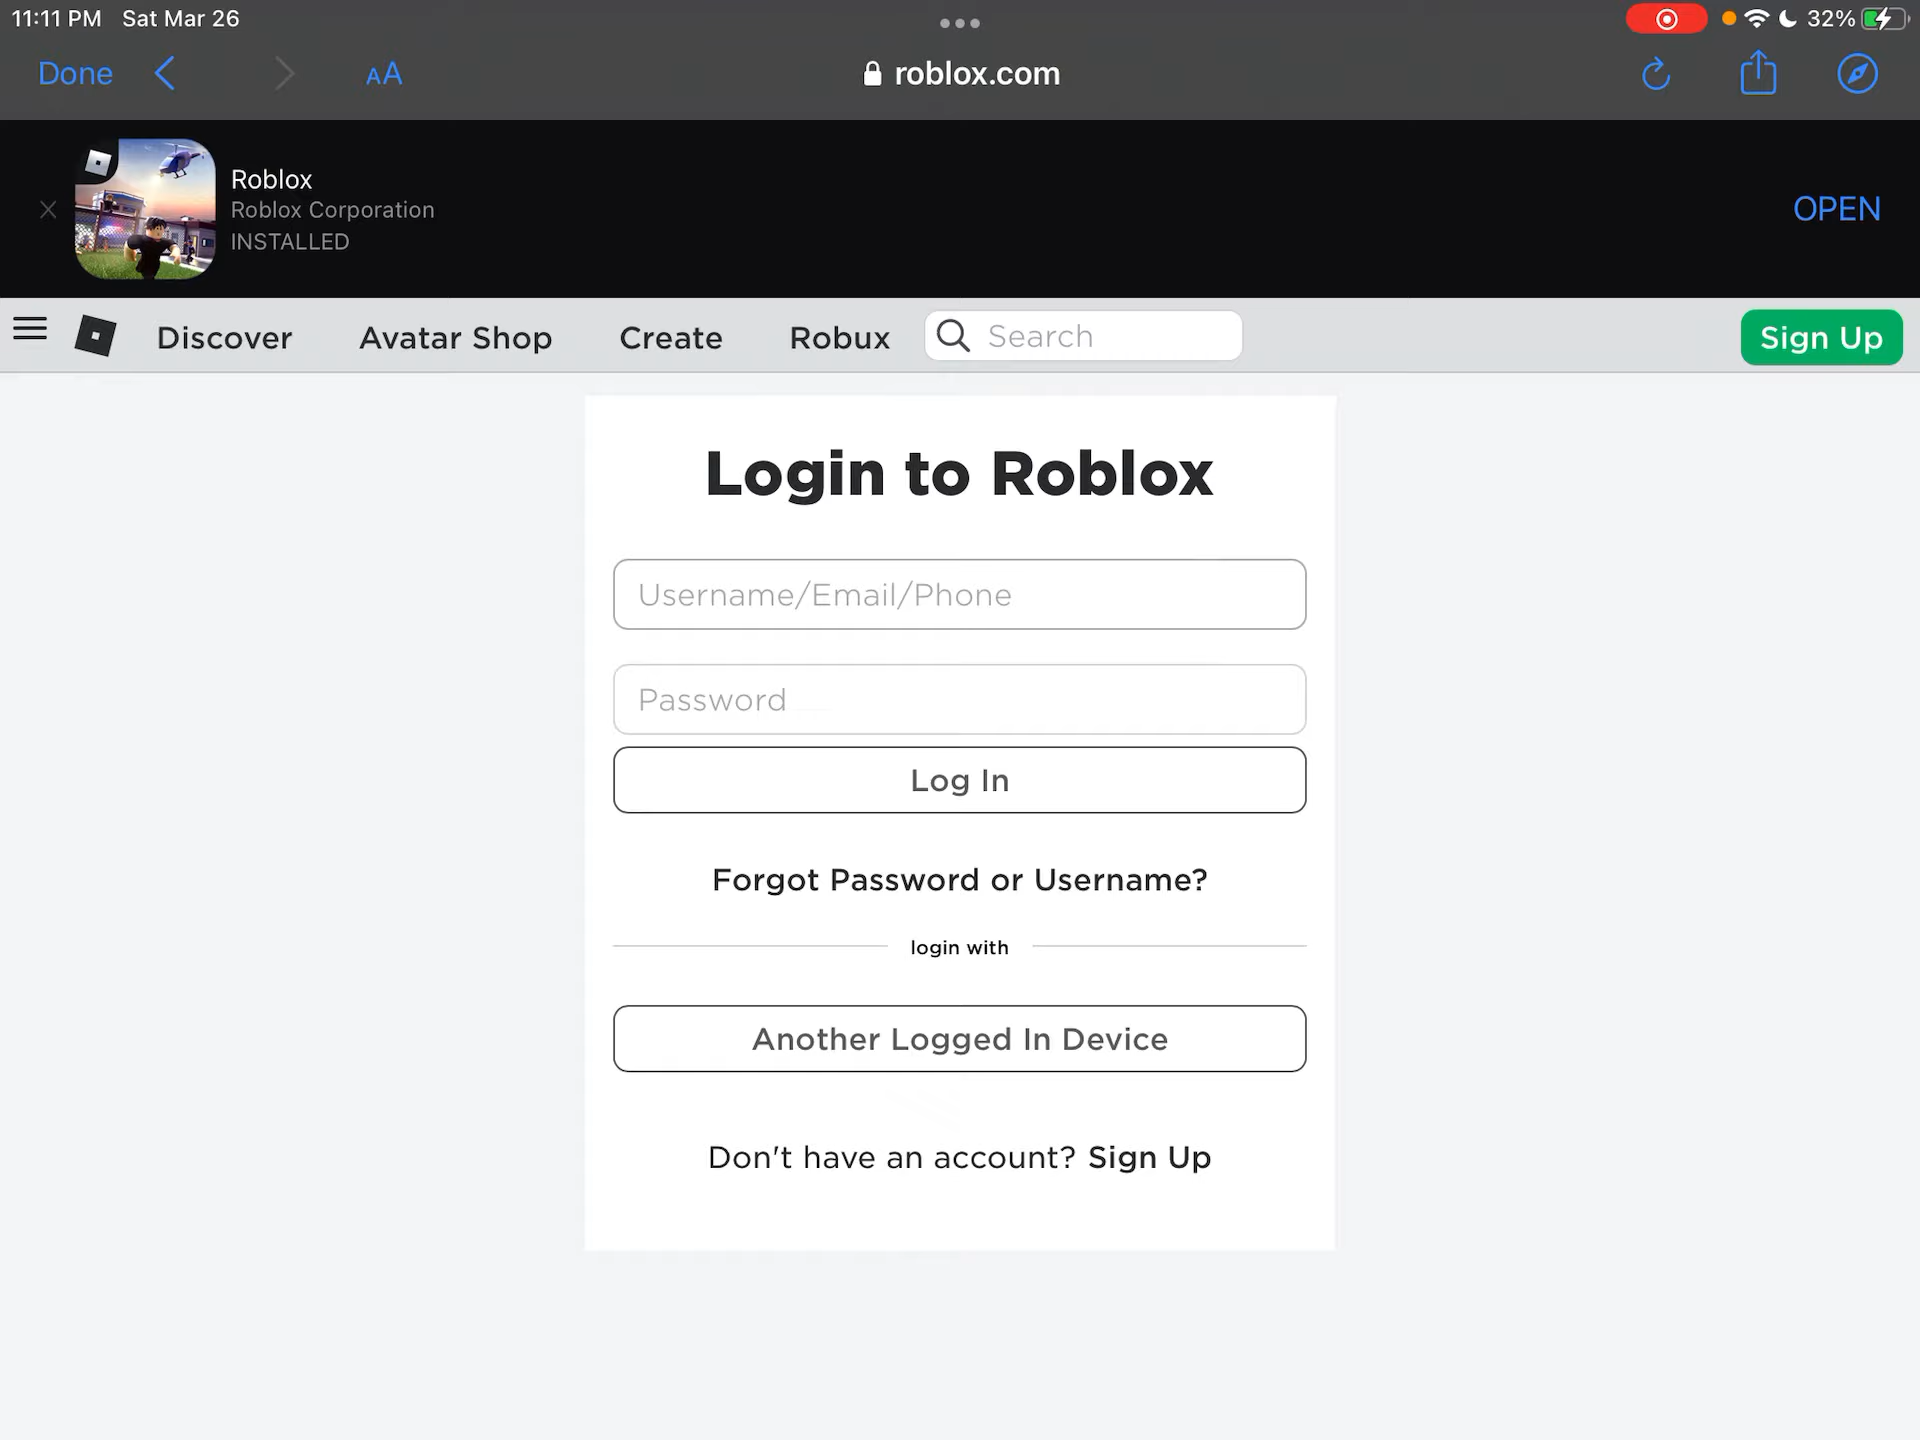 11:11 PM Sat Mar 26
32%
Done
AA
roblox.com
Roblox
Roblox Corporation
INSTALLED
OPEN
Discover
Avatar Shop
Create
Robux
Search
Sign Up
Login to Roblox
Username/Email/Phone
Password
Log In
Forgot Password or Username?
login with
Another Logged In Device
Don't have an account? Sign Up